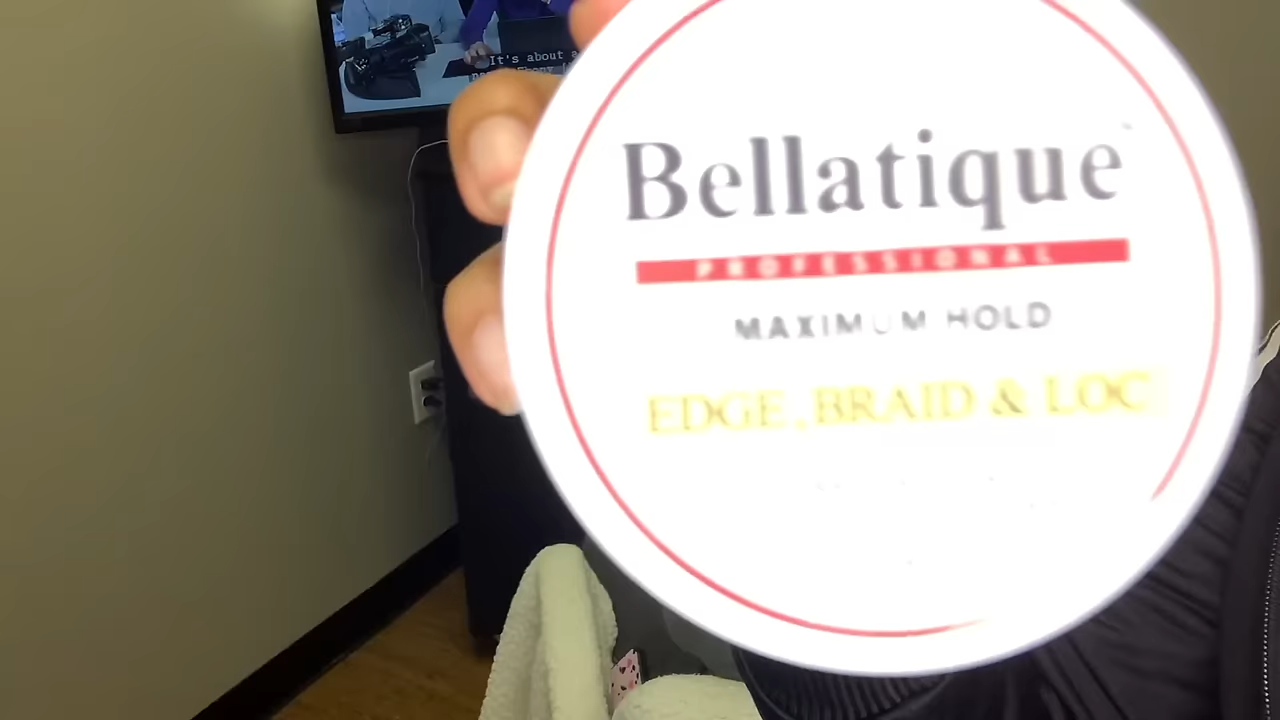 It's about a
Bellatique
PROFESSIONAL
MAXIMUM HOLD
EDGE, BRAID & LOC